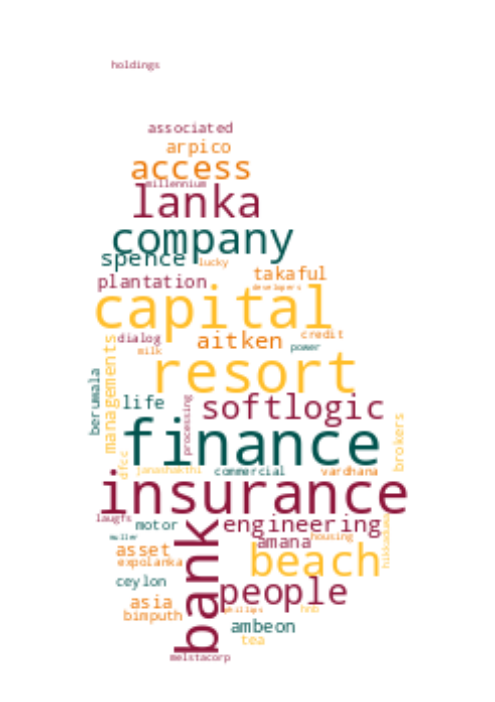 holdings
associated
arpico
access
millennium
lanka
company
spence
lucky
takaful
plantation
developers
capital
dialog
aitken
credit
milk
power
resort
managements
berumala
life
processing
softlogic
brokers
finance
dfcc
janashakthi
commercial
vardhana
insurance
laugfs
motor
engineering
hikkaduwa
muller
amana
housing
asset
expolanka
bank
beach
ceylon
people
asia
bimputh
phillips
hnb
ambeon
tea
melstacorp